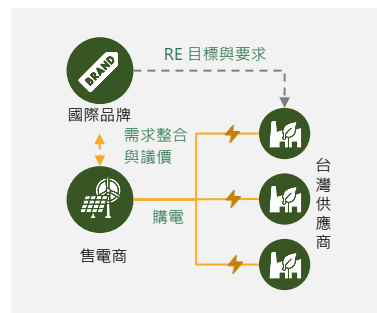 RE 目標與要求
BRAND
國際品牌
需求整合
與議價
購電
售電商
台灣供應商